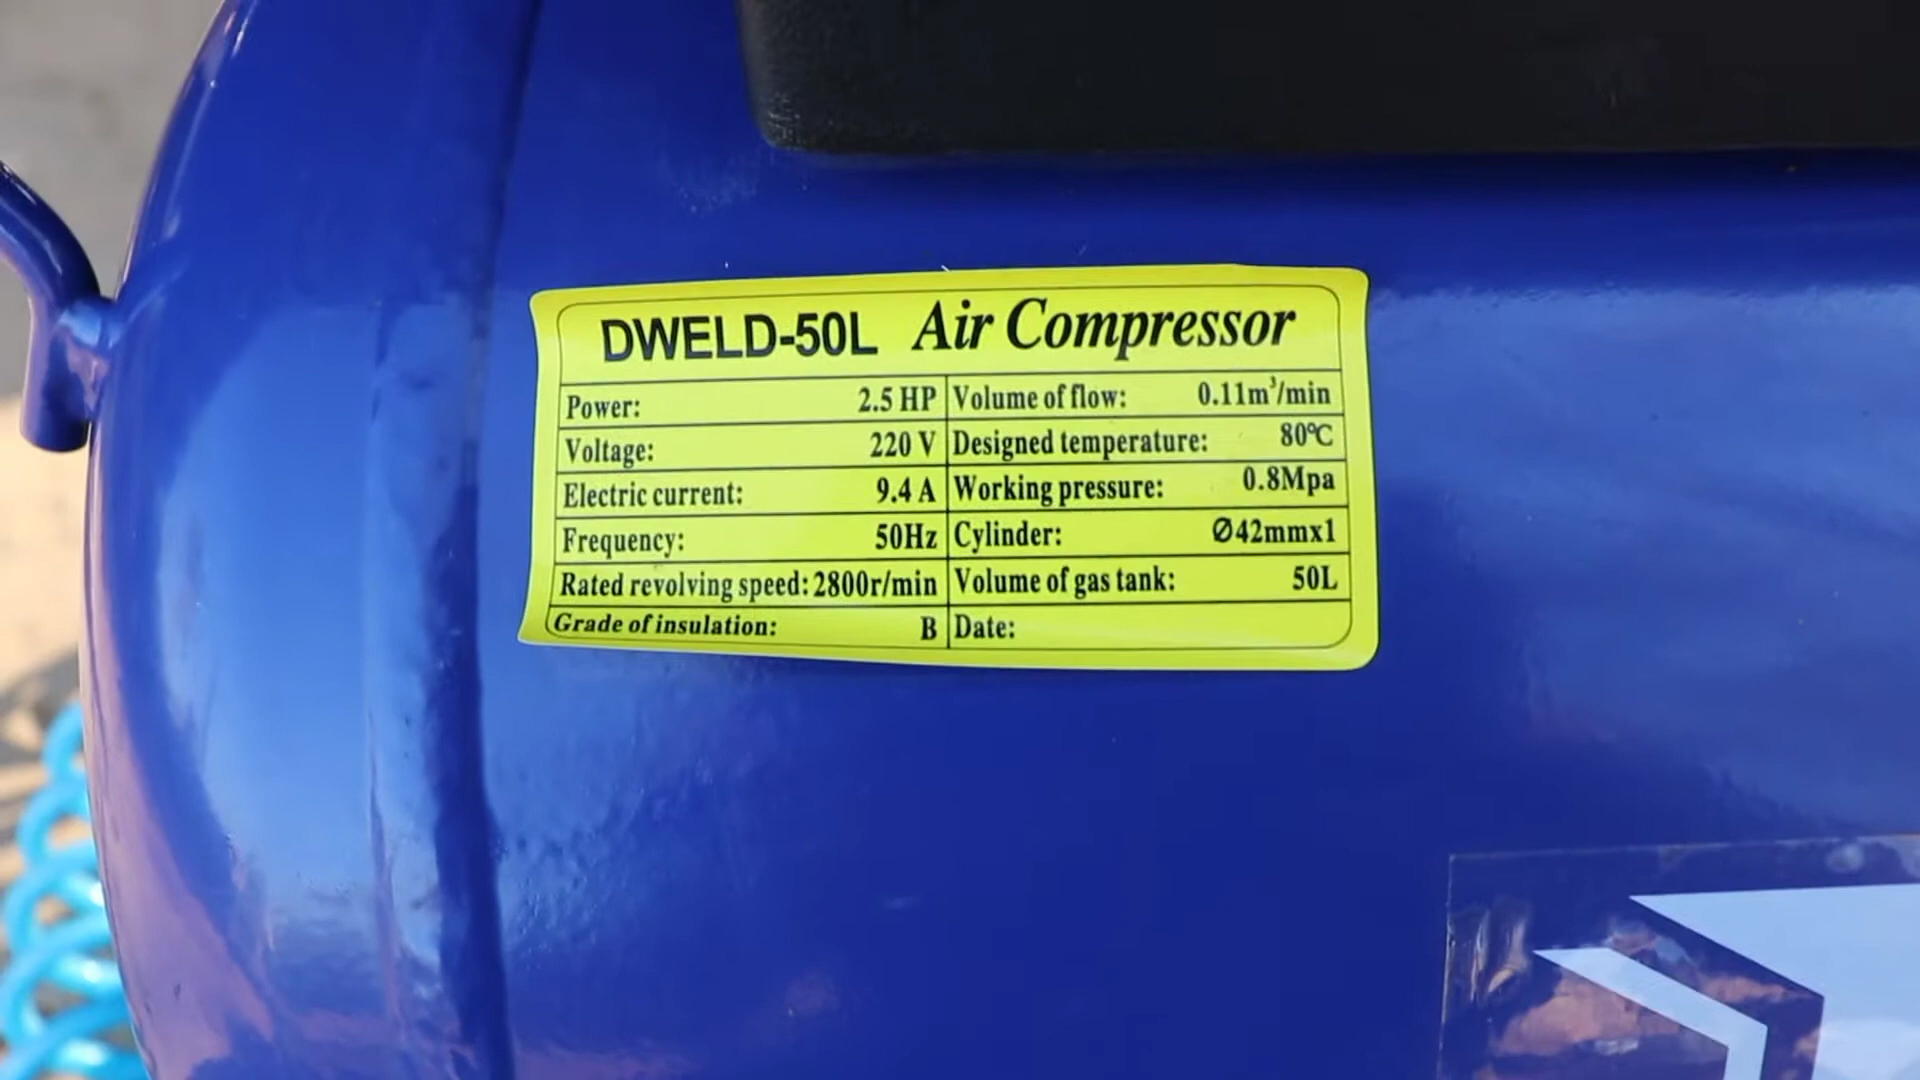 DWELD-50L Air Compressor
Power: 2.5 HP Volume of flow: 0.11m³/min
Voltage: 220 V Designed temperature: 80℃
Electric current: 9.4 A Working pressure: 0.8Mpa
Frequency: 50Hz Cylinder: Ø42mmx1
Rated revolving speed: 2800r/min Volume of gas tank: 50L
Grade of insulation: B Date: